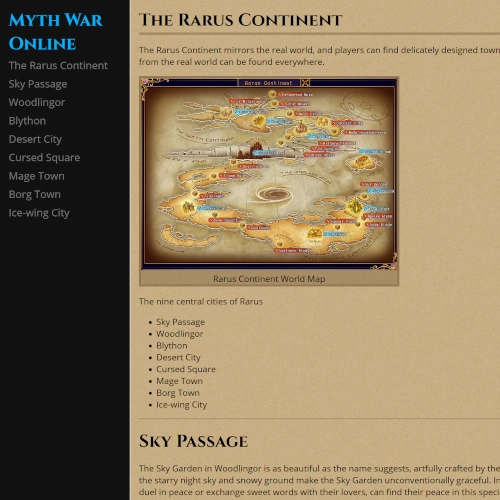 Myth War
Online
The Rarus Continent
Sky Passage
Woodlingor
Blython
Desert City
Cursed Square
Mage Town
Borg Town
Ice-wing City
The Rarus Continent
The Rarus Continent mirrors the real world, and players can find delicately designed town
from the real world can be found everywhere.
Rarus Continent
Rarus Continent World Map
The nine central cities of Rarus
Sky Passage
Woodlingor
Blython
Desert City
Cursed Square
Mage Town
Borg Town
Ice-wing City
Sky Passage
The Sky Garden in Woodlingor is as beautiful as the name suggests, artfully crafted by the
the starry night sky and snowy ground make the Sky Garden unconventionally graceful. It
duel in peace or exchange sweet words with their lovers, can find their peace in this speci